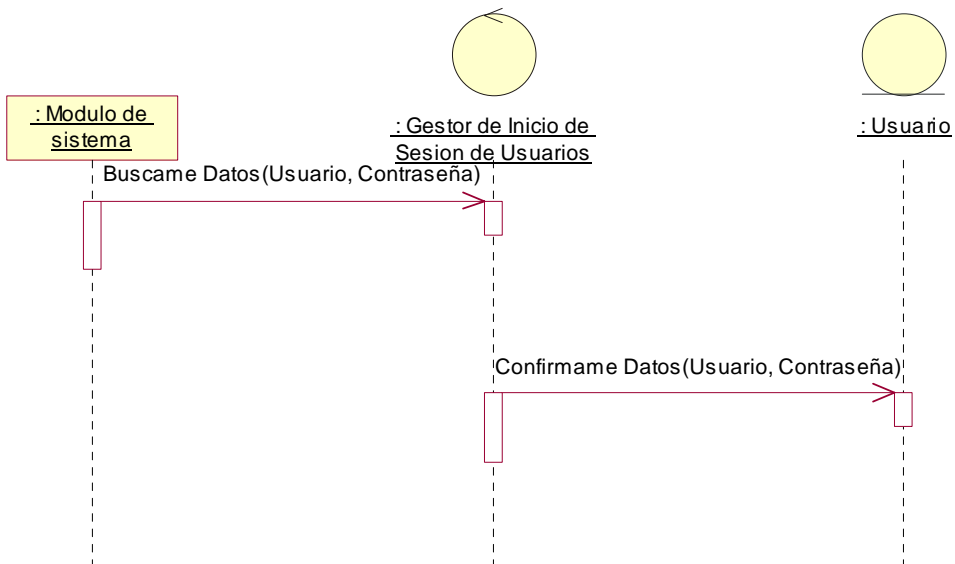 : Modulo de
sistema
: Gestor de Inicio de
Sesion de Usuarios
: Usuario
Buscame Datos(Usuario, Contraseña)
Confirmame Datos(Usuario, Contraseña)